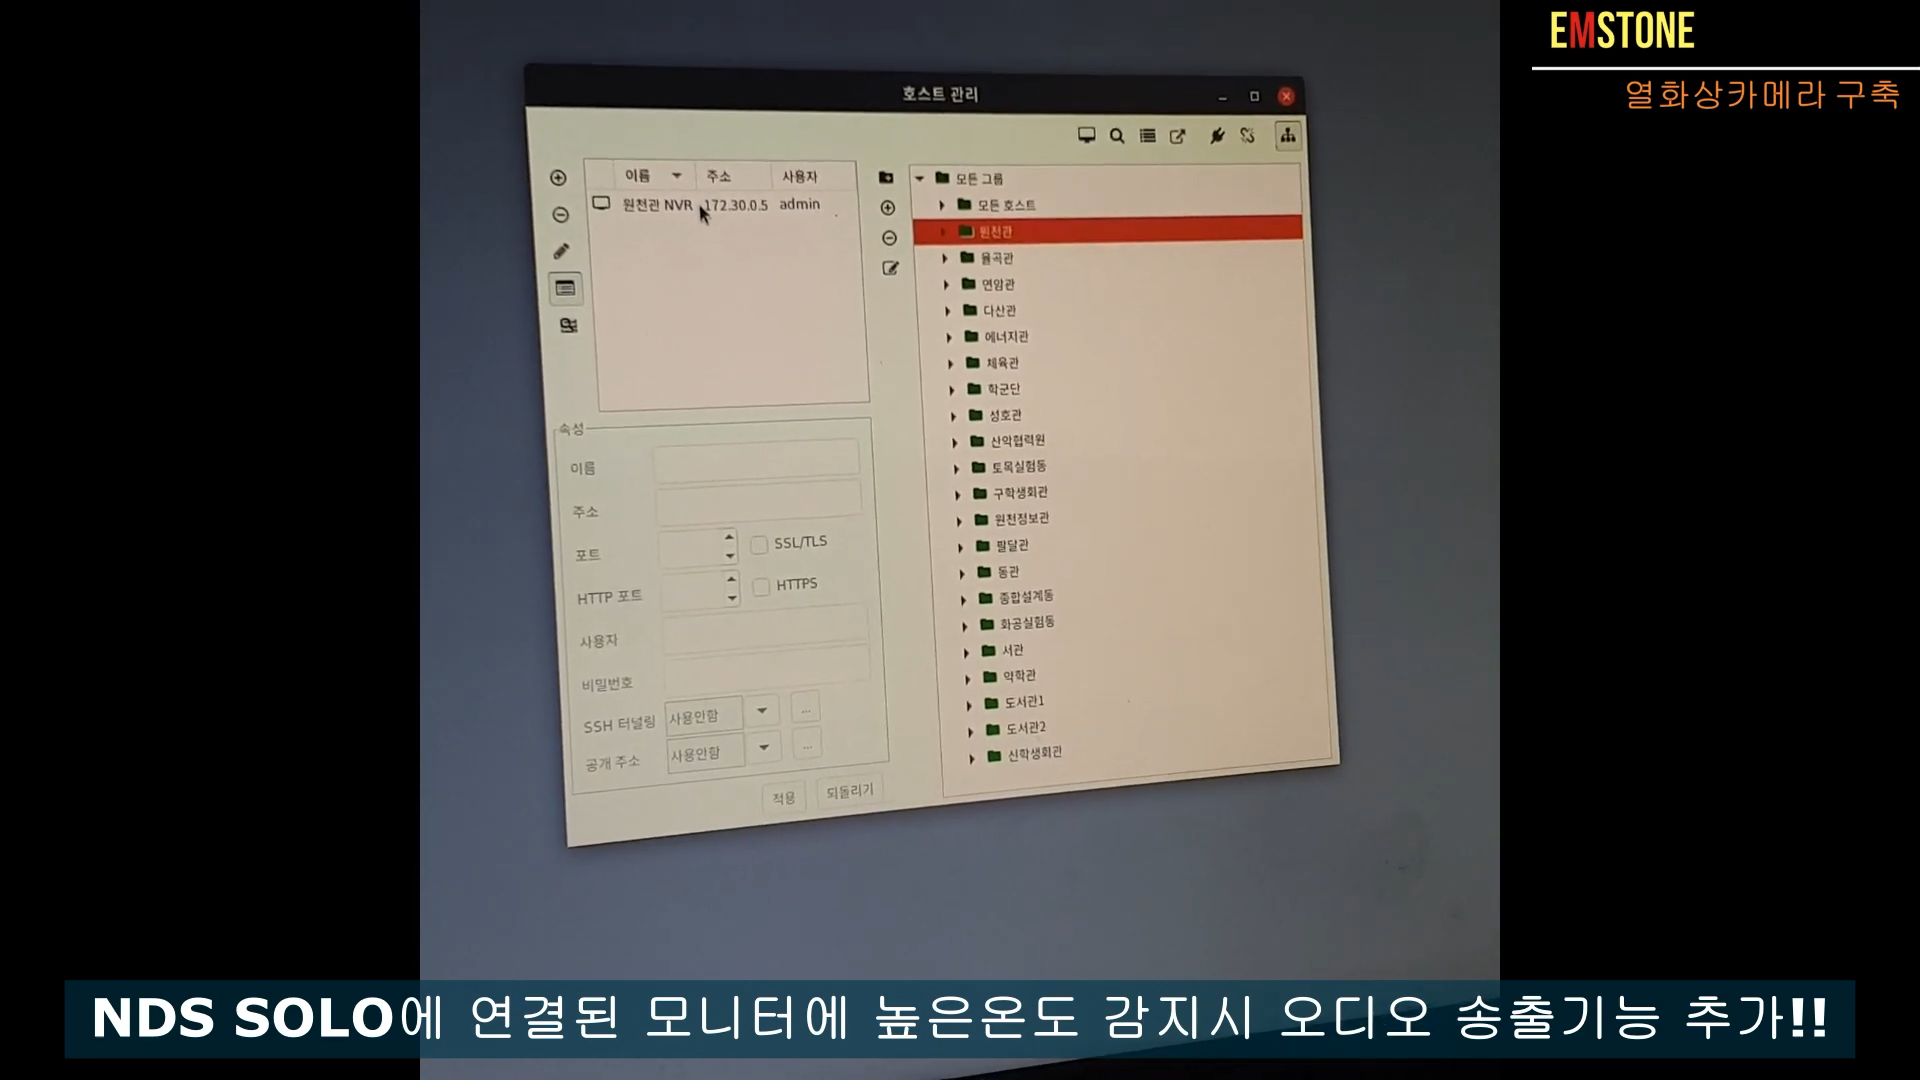 EMSTONE
열화상카메라 구축
호스트 관리
이름 주소 사용자
원천관 NVR 172.30.0.5 admin
속성
이름
주소
포트 SSL/TLS
HTTP 포트 HTTPS
사용자
비밀번호
SSH 터널링 사용안함 ...
공개 주소 사용안함 ...
적용 되돌리기
모든 그룹
모든 호스트
원천관
율곡관
연암관
다산관
에너지관
체육관
학군단
성호관
산악협력원
토목실험동
구학생회관
원천정보관
팔달관
동관
종합설계동
화공실험동
서관
약학관
도서관1
도서관2
신학생회관
NDS SOLO에 연결된 모니터에 높은온도 감지시 오디오 송출기능 추가!!